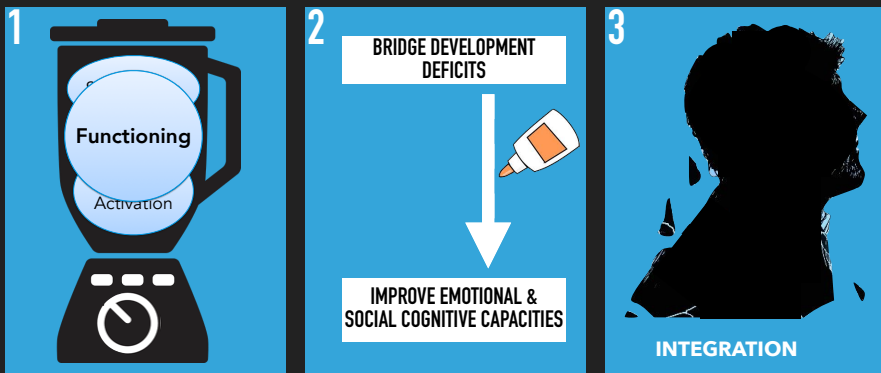 1
Functioning
Activation
2
BRIDGE DEVELOPMENT
DEFICITS
IMPROVE EMOTIONAL &
SOCIAL COGNITIVE CAPACITIES
3
INTEGRATION